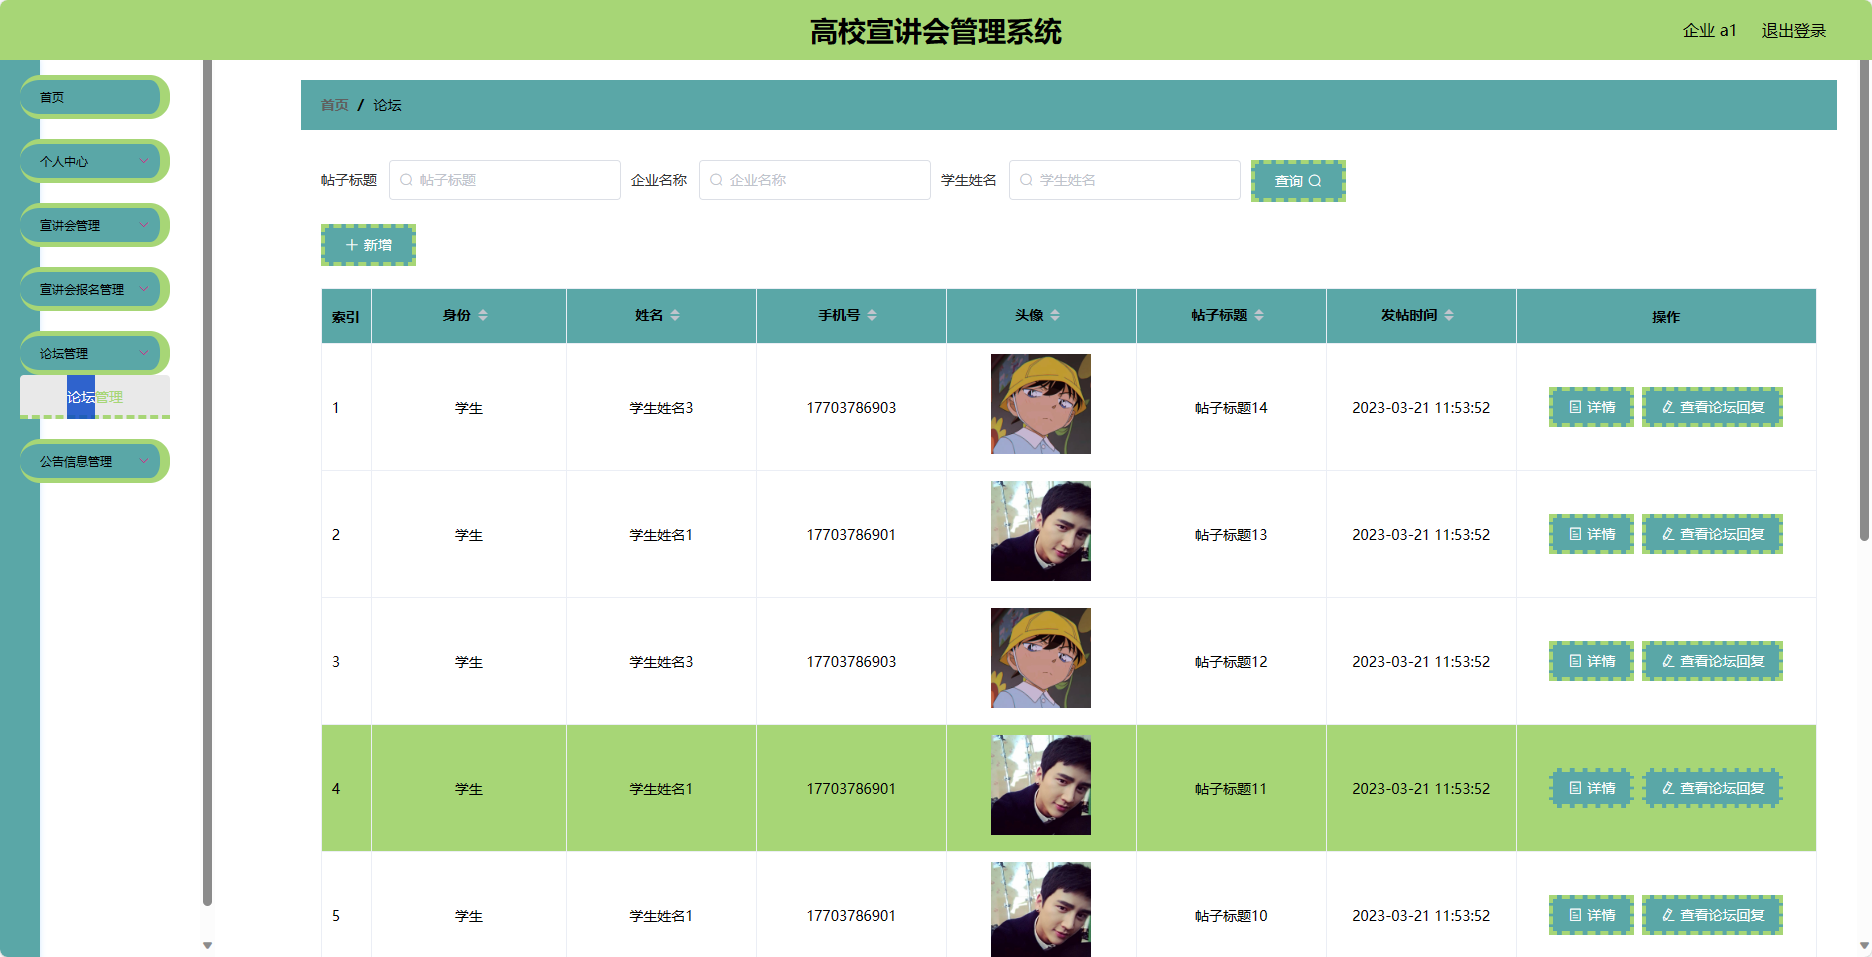 高校宣讲会管理系统
企业 a1 退出登录
首页
个人中心
宣讲会管理
宣讲会报名管理
论坛管理
论坛管理
公告信息管理
首页 / 论坛
帖子标题 帖子标题 企业名称 企业名称 学生姓名 学生姓名 查询
新增
索引 身份 姓名 手机号 头像 帖子标题 发帖时间 操作
1 学生 学生姓名3 17703786903 帖子标题14 2023-03-21 11:53:52 详情 查看论坛回复
2 学生 学生姓名1 17703786901 帖子标题13 2023-03-21 11:53:52 详情 查看论坛回复
3 学生 学生姓名3 17703786903 帖子标题12 2023-03-21 11:53:52 详情 查看论坛回复
4 学生 学生姓名1 17703786901 帖子标题11 2023-03-21 11:53:52 详情 查看论坛回复
5 学生 学生姓名1 17703786901 帖子标题10 2023-03-21 11:53:52 详情 查看论坛回复